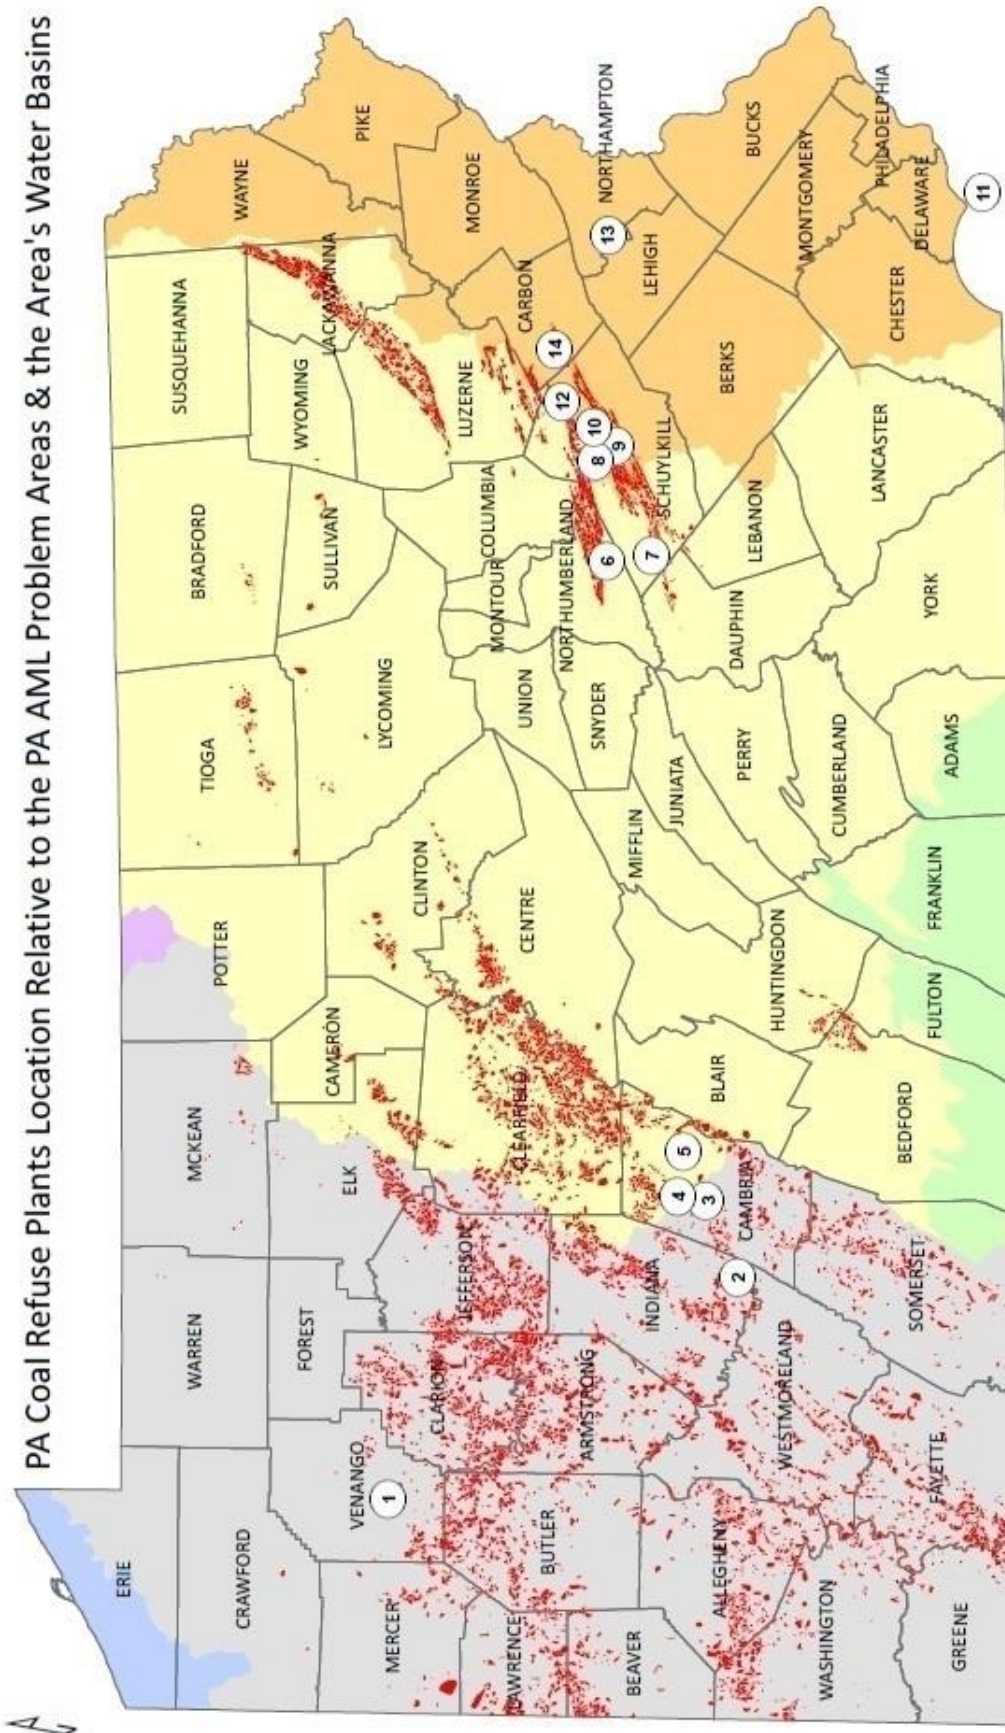 PA Coal Refuse Plants Location Relative to the PA AML Problem Areas & the Area's Water Basins
ERIE
CRAWFORD
WARREN
MCKEAN
POTTER
TIOGA
BRADFORD
SUSQUEHANNA
WAYNE
FOREST
ELK
CAMERON
SULLIVAN
WYOMING
LACKAWANNA
PIKE
MERCER
VENANGO
1
CLARION
JEFFERSON
CLEARFIELD
CLINTON
LYCOMING
LUZERNE
MONROE
LAWRENCE
BUTLER
ARMSTRONG
INDIANA
CENTRE
UNION
MONTOUR
COLUMBIA
CARBON
SNYDER
NORTHUMBERLAND
6
8
9
10
12
14
13
NORTHAMPTON
BEAVER
ALLEGHENY
WESTMORELAND
2
CAMBRIA
3
4
5
BLAIR
HUNTINGDON
MIFFLIN
JUNIATA
PERRY
DAUPHIN
7
SCHUYLKILL
LEHIGH
LEBANON
BERKS
BUCKS
MONTGOMERY
WASHINGTON
FAYETTE
SOMERSET
BEDFORD
FULTON
FRANKLIN
CUMBERLAND
ADAMS
YORK
LANCASTER
CHESTER
DELAWARE
PHILADELPHIA
11
GREENE